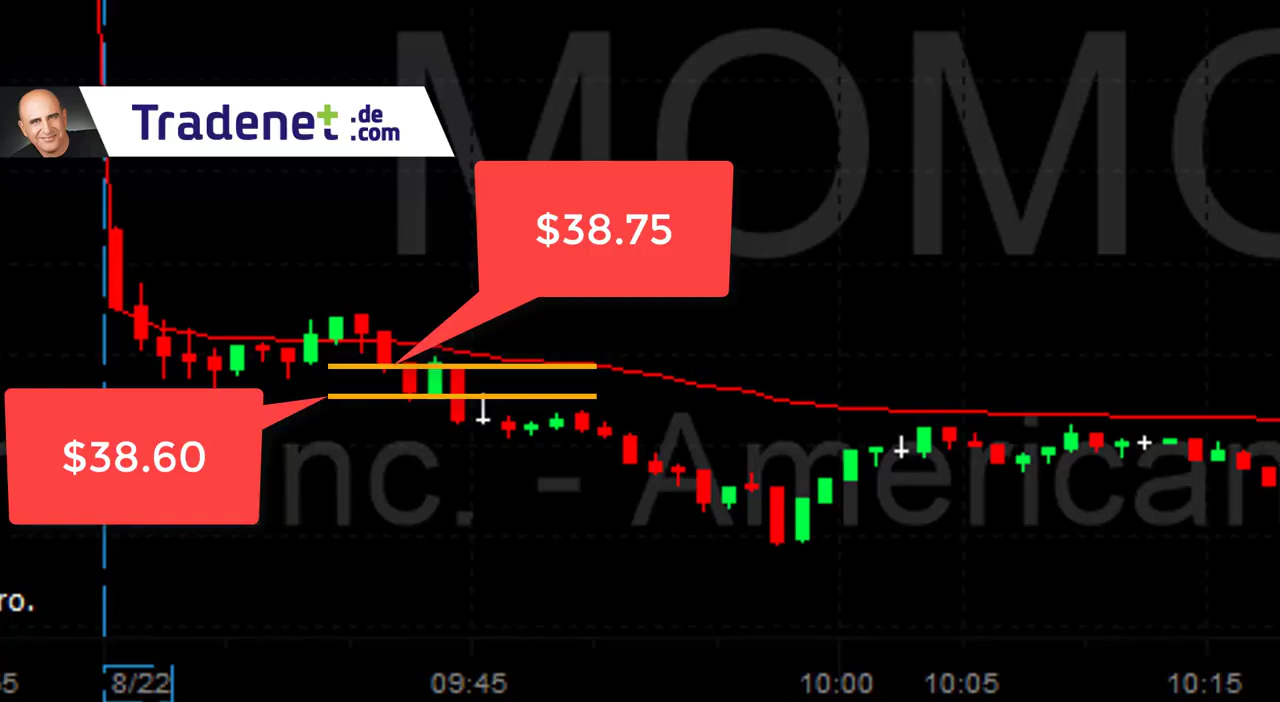 MOMO
Tradenet .de
.com
$38.75
$38.60
Inc. - American
ro.
8/22
09:45
10:00
10:05
10:15